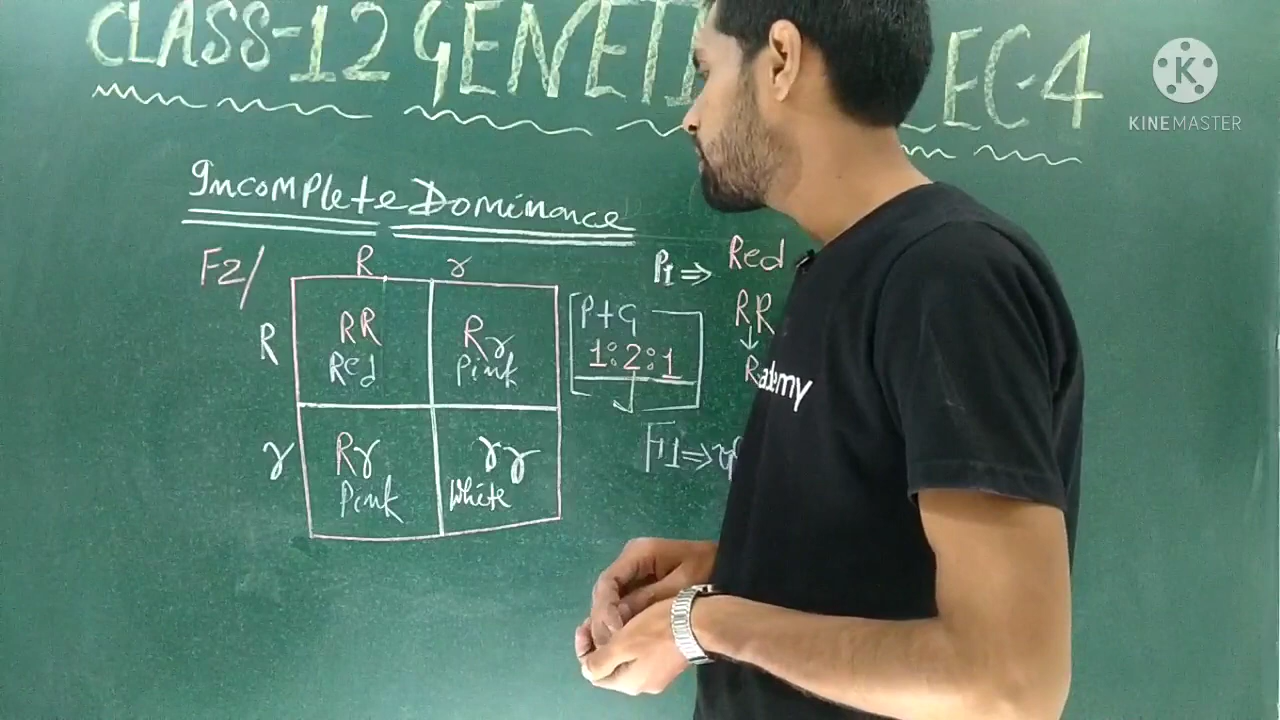 CLASS-12 GENETI LEC-4
KINEMASTER
Incomplete Dominance
F2/
R r
R
RR
Red
Rr
Pink
r
Rr
Pink
rr
White
P+G
1:2:1
P1 ⇒ Red
RR
↓
R
F1 ⇒
ademy